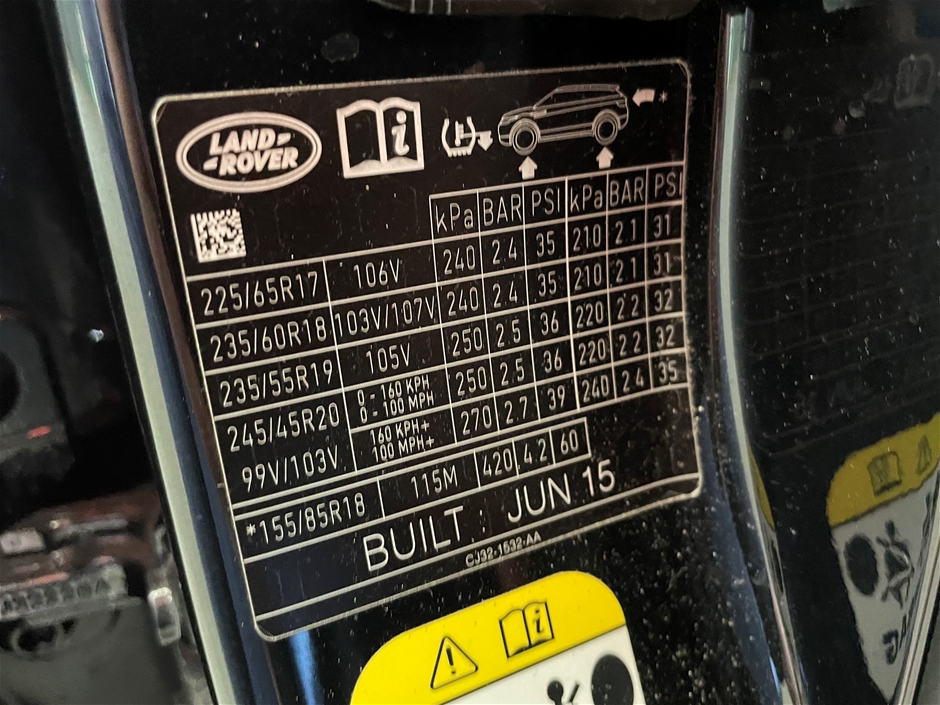 LAND
ROVER
i
*
kPa BAR PSI kPa BAR PSI
225/65R17 106V 240 2.4 35 210 2.1 31
235/60R18 103V/107V 240 2.4 35 210 2.1 31
235/55R19 105V 250 2.5 36 220 2.2 32
245/45R20 0 - 160 KPH 250 2.5 36 220 2.2 32
0 - 100 MPH
99V/103V 160 KPH+ 270 2.7 39 240 2.4 35
100 MPH+
*155/85R18 115M 420 4.2 60
BUILT : JUN 15
CJ32-1532-AA